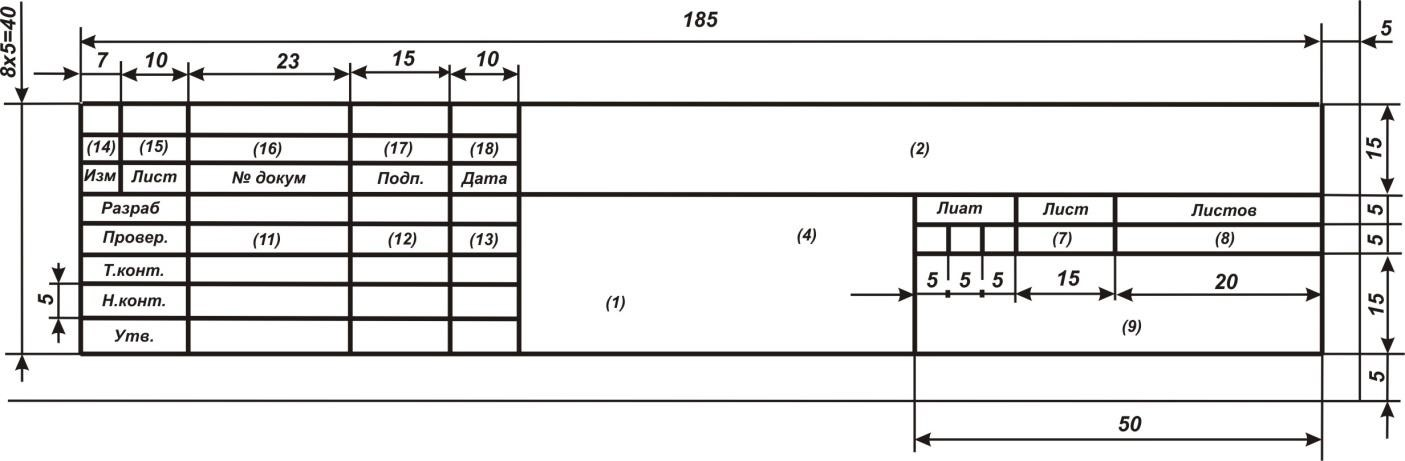 185
5
8x5=40
7 10 23 15 10
(14) (15) (16) (17) (18)
(2)
15
Изм Лист № докум Подп. Дата
Разраб
Лиат Лист Листов
5
Провер. (11) (12) (13)
(4)
(7) (8)
5
Т.конт.
5 5 5 15 20
5
Н.конт.
(1)
15
(9)
Утв.
5
50